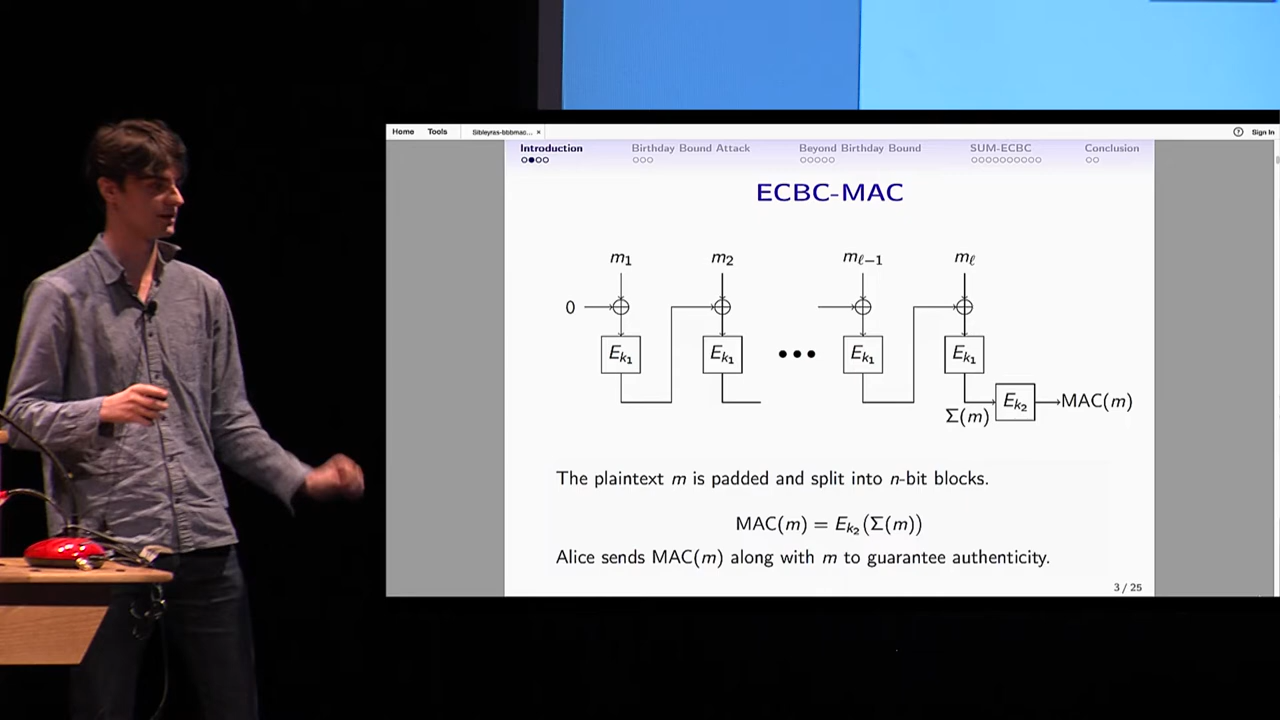 Home Tools Sibleyras-bbbmac... × Sign In
Introduction Birthday Bound Attack Beyond Birthday Bound SUM-ECBC Conclusion
ECBC-MAC
m₁ m₂ mℓ₋₁ mℓ
0
Eₖ₁ Eₖ₁ ••• Eₖ₁ Eₖ₁
Σ(m) Eₖ₂ MAC(m)
The plaintext m is padded and split into n-bit blocks.
MAC(m) = Eₖ₂(Σ(m))
Alice sends MAC(m) along with m to guarantee authenticity.
3 / 25